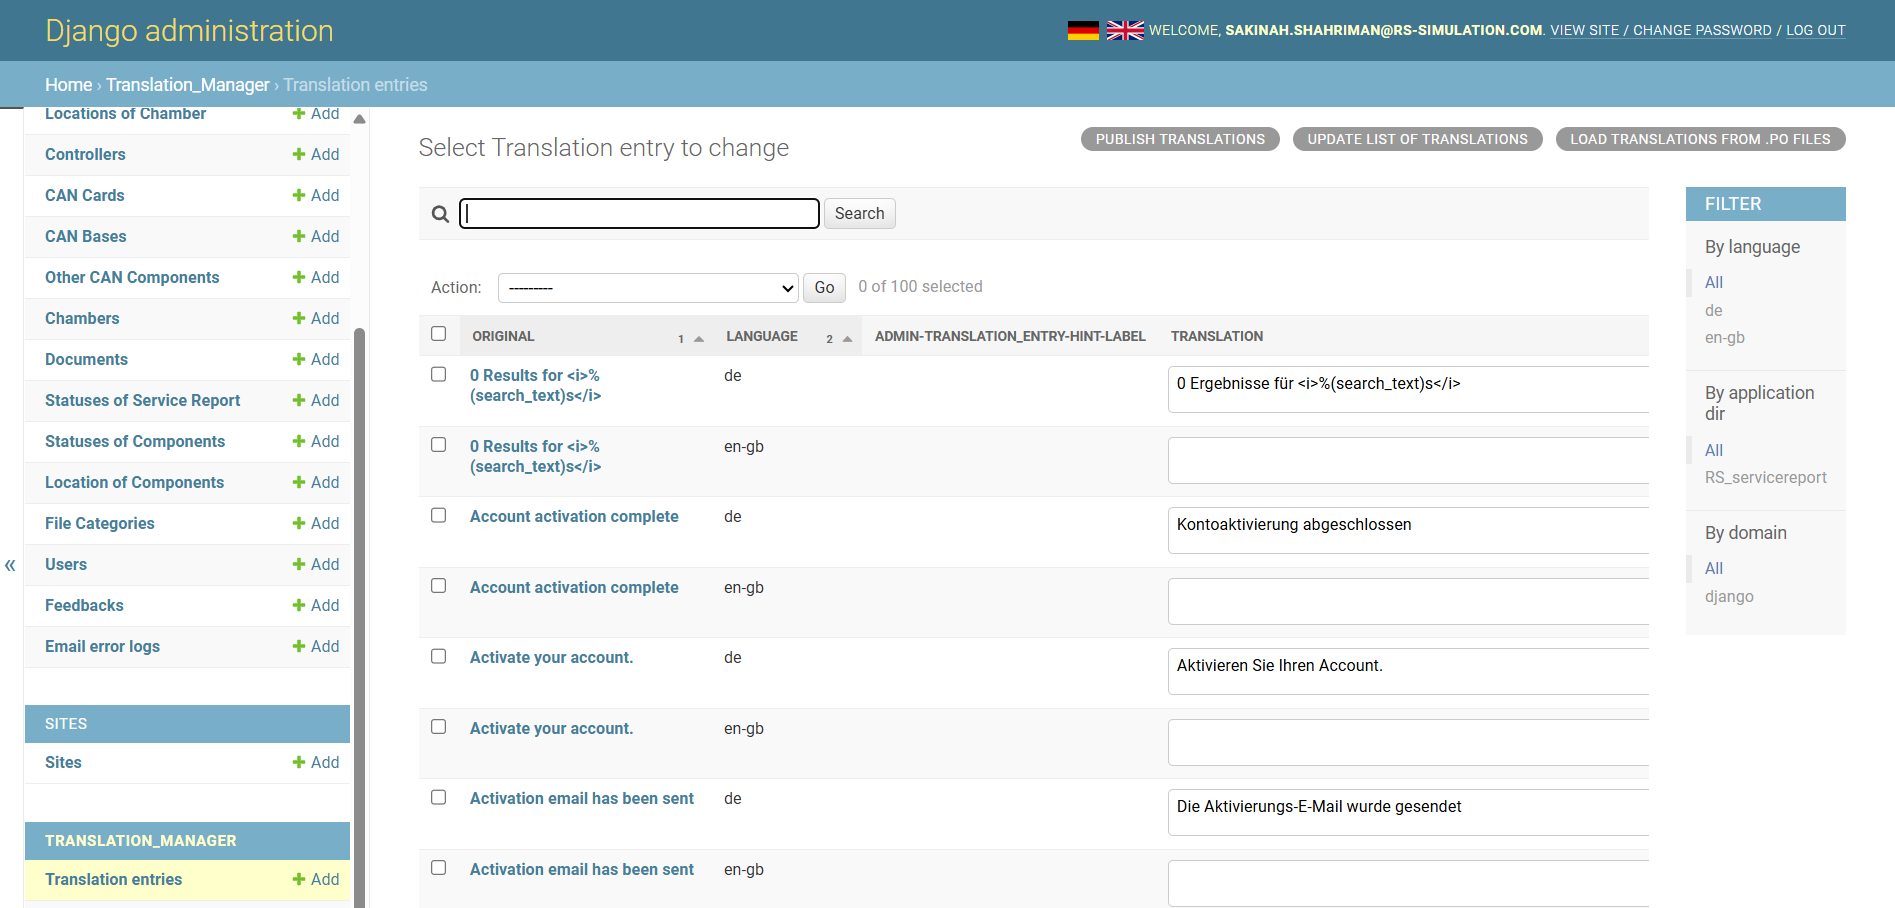 Django administration
WELCOME, SAKINAH.SHAHRIMAN@RS-SIMULATION.COM. VIEW SITE / CHANGE PASSWORD / LOG OUT
Home › Translation_Manager › Translation entries
Locations of Chamber Add
Controllers Add
CAN Cards Add
CAN Bases Add
Other CAN Components Add
Chambers Add
Documents Add
Statuses of Service Report Add
Statuses of Components Add
Location of Components Add
File Categories Add
Users Add
Feedbacks Add
Email error logs Add
SITES
Sites Add
TRANSLATION_MANAGER
Translation entries Add
«
Select Translation entry to change
PUBLISH TRANSLATIONS
UPDATE LIST OF TRANSLATIONS
LOAD TRANSLATIONS FROM .PO FILES
Search
Action: --------- Go 0 of 100 selected
ORIGINAL 1 LANGUAGE 2 ADMIN-TRANSLATION_ENTRY-HINT-LABEL TRANSLATION
0 Results for <i>%
(search_text)s</i>
de
0 Ergebnisse für <i>%(search_text)s</i>
0 Results for <i>%
(search_text)s</i>
en-gb
Account activation complete de Kontoaktivierung abgeschlossen
Account activation complete en-gb
Activate your account. de Aktivieren Sie Ihren Account.
Activate your account. en-gb
Activation email has been sent de Die Aktivierungs-E-Mail wurde gesendet
Activation email has been sent en-gb
FILTER
By language
All
de
en-gb
By application
dir
All
RS_servicereport
By domain
All
django